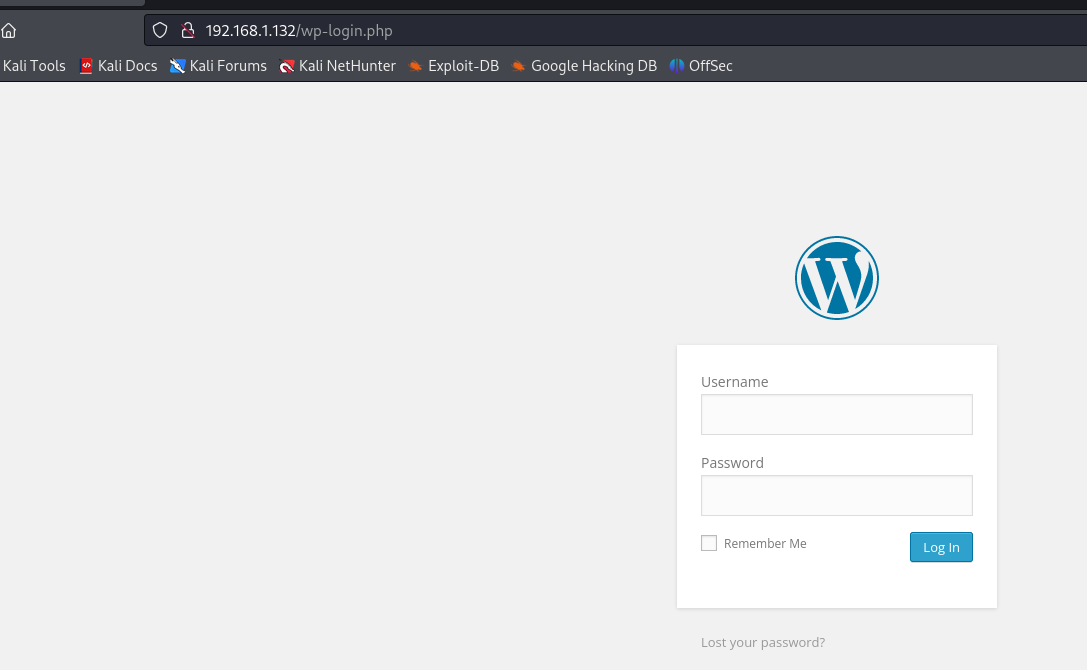 192.168.1.132/wp-login.php
Kali Tools Kali Docs Kali Forums Kali NetHunter Exploit-DB Google Hacking DB OffSec
Username
Password
Remember Me Log In
Lost your password?